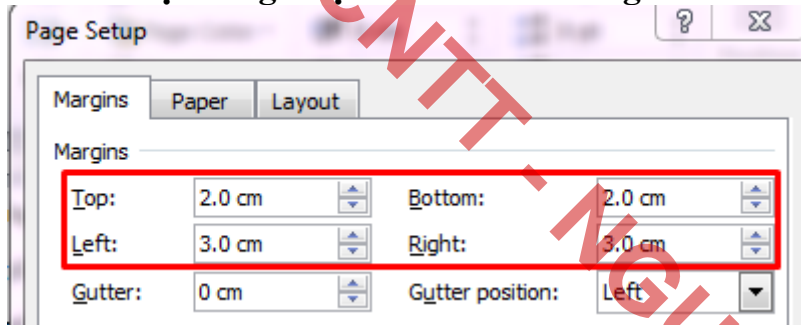 Page Setup
Margins Paper Layout
Margins
Top: 2.0 cm Bottom: 2.0 cm
Left: 3.0 cm Right: 3.0 cm
Gutter: 0 cm Gutter position: Left
CNTT - NGU